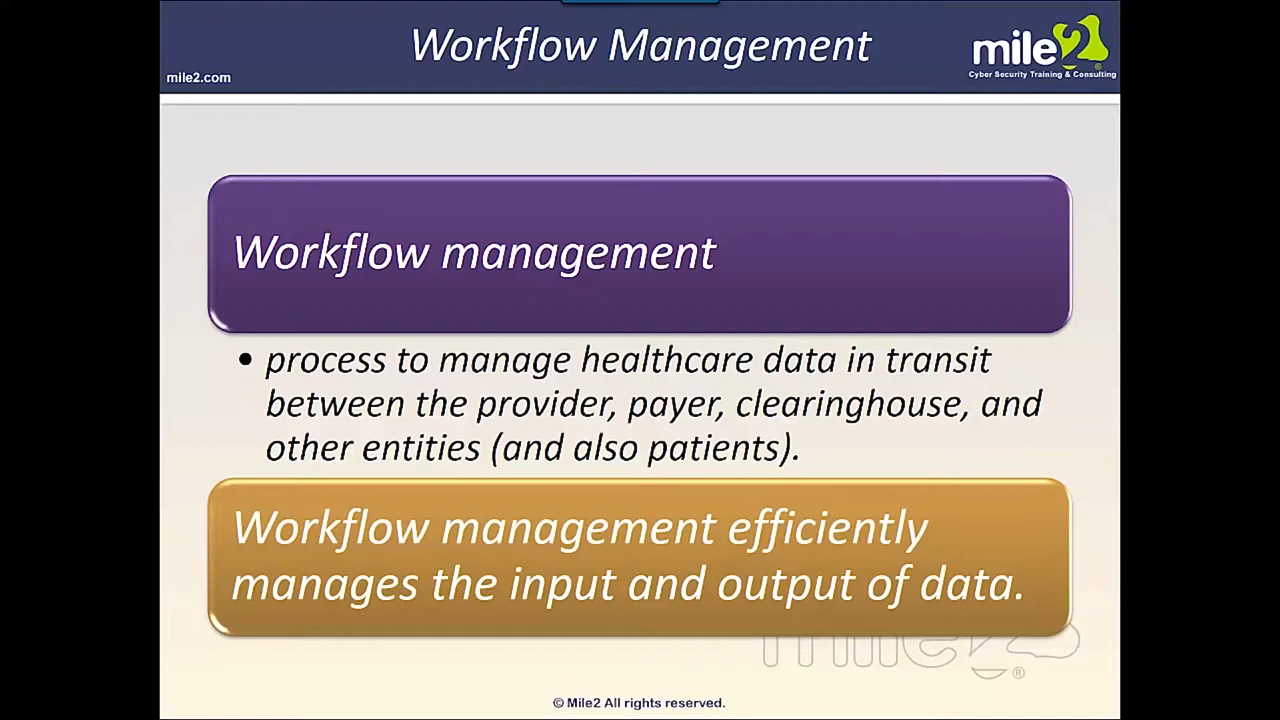 Workflow Management
mile2
mile2.com
Cyber Security Training & Consulting
Workflow management
• process to manage healthcare data in transit
between the provider, payer, clearinghouse, and
other entities (and also patients).
Workflow management efficiently
manages the input and output of data.
mile2
®
© Mile2 All rights reserved.